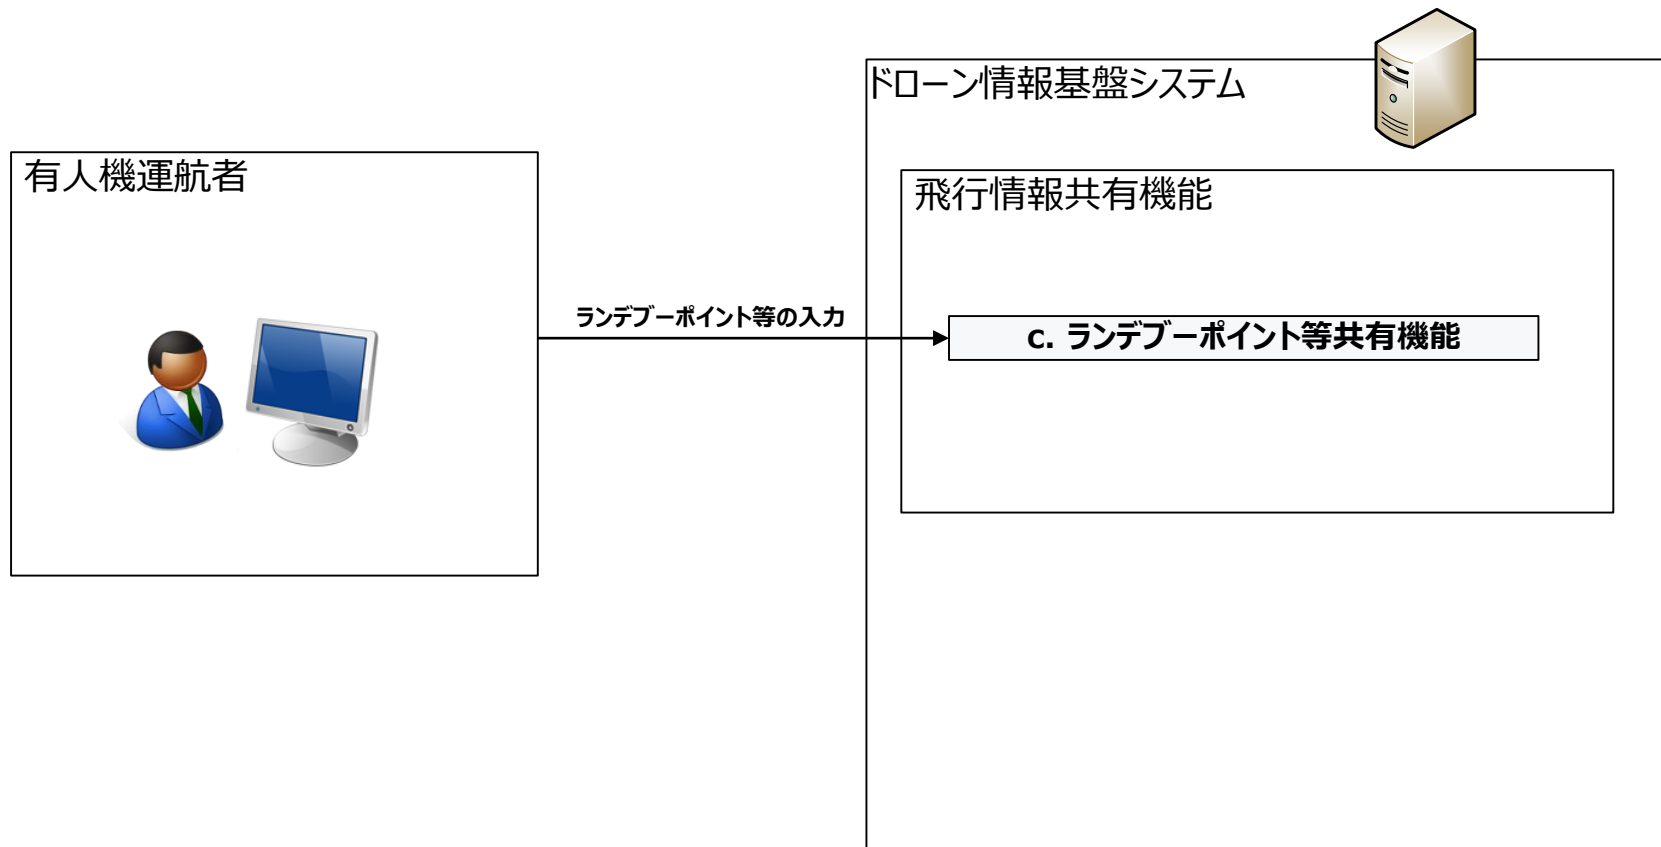 ドローン情報基盤システム
有人機運航者
飛行情報共有機能
ランデブーポイント等の入力
c. ランデブーポイント等共有機能